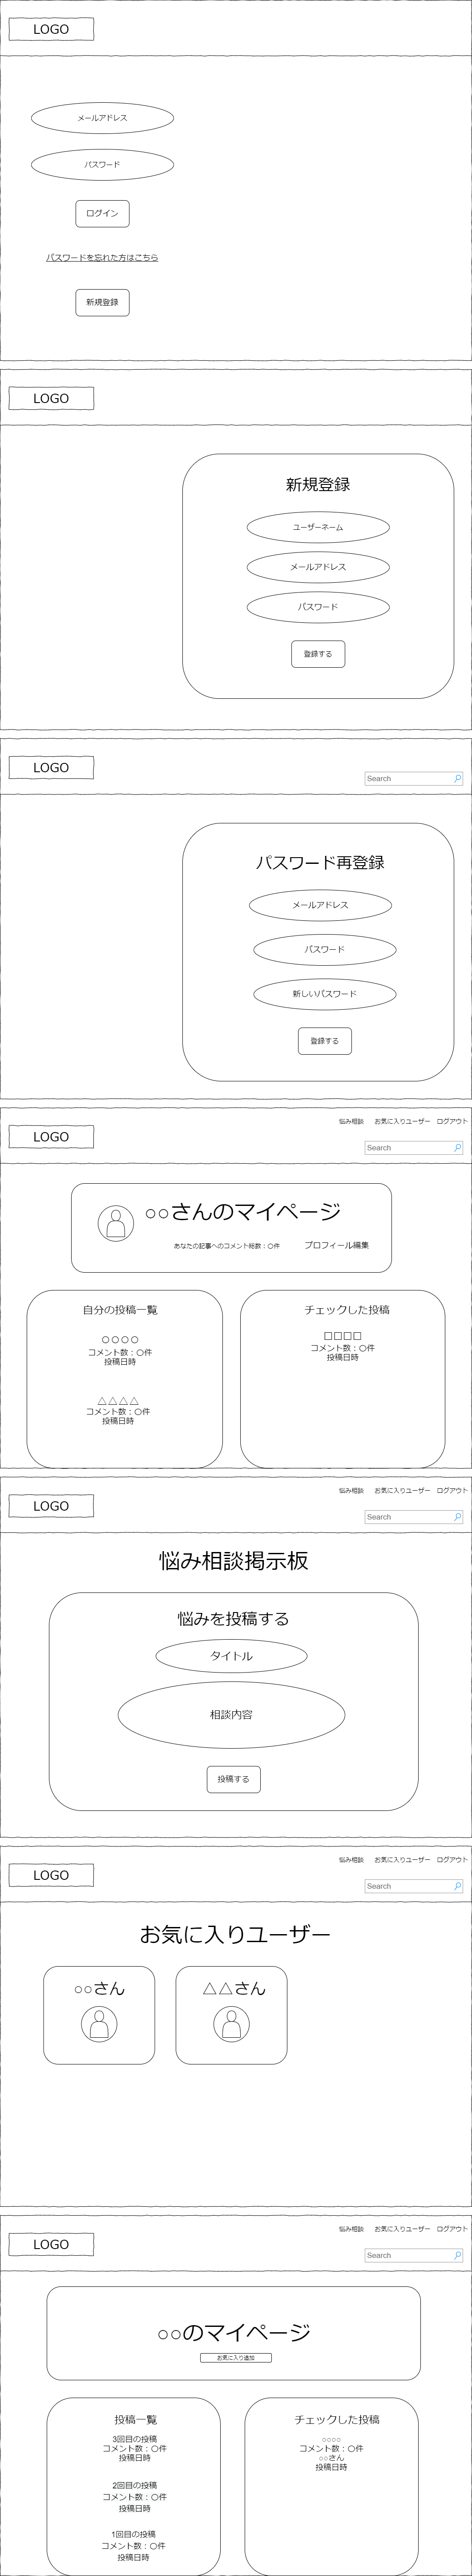 LOGO
メールアドレス
パスワード
ログイン
パスワードを忘れた方はこちら
新規登録
LOGO
新規登録
ユーザーネーム
メールアドレス
パスワード
登録する
LOGO
Search
パスワード再登録
メールアドレス
パスワード
新しいパスワード
登録する
悩み相談 お気に入りユーザー ログアウト
LOGO
Search
○○さんのマイページ
あなたの記事へのコメント総数:〇件 プロフィール編集
自分の投稿一覧
○○○○
コメント数:〇件
投稿日時
△△△△
コメント数:〇件
投稿日時
チェックした投稿
□□□□
コメント数:〇件
投稿日時
悩み相談 お気に入りユーザー ログアウト
LOGO
Search
悩み相談掲示板
悩みを投稿する
タイトル
相談内容
投稿する
悩み相談 お気に入りユーザー ログアウト
LOGO
Search
お気に入りユーザー
○○さん
△△さん
悩み相談 お気に入りユーザー ログアウト
LOGO
Search
○○のマイページ
お気に入り追加
投稿一覧
3回目の投稿
コメント数:〇件
投稿日時
2回目の投稿
コメント数:〇件
投稿日時
1回目の投稿
コメント数:〇件
投稿日時
チェックした投稿
○○○○
コメント数:〇件
○○さん
投稿日時